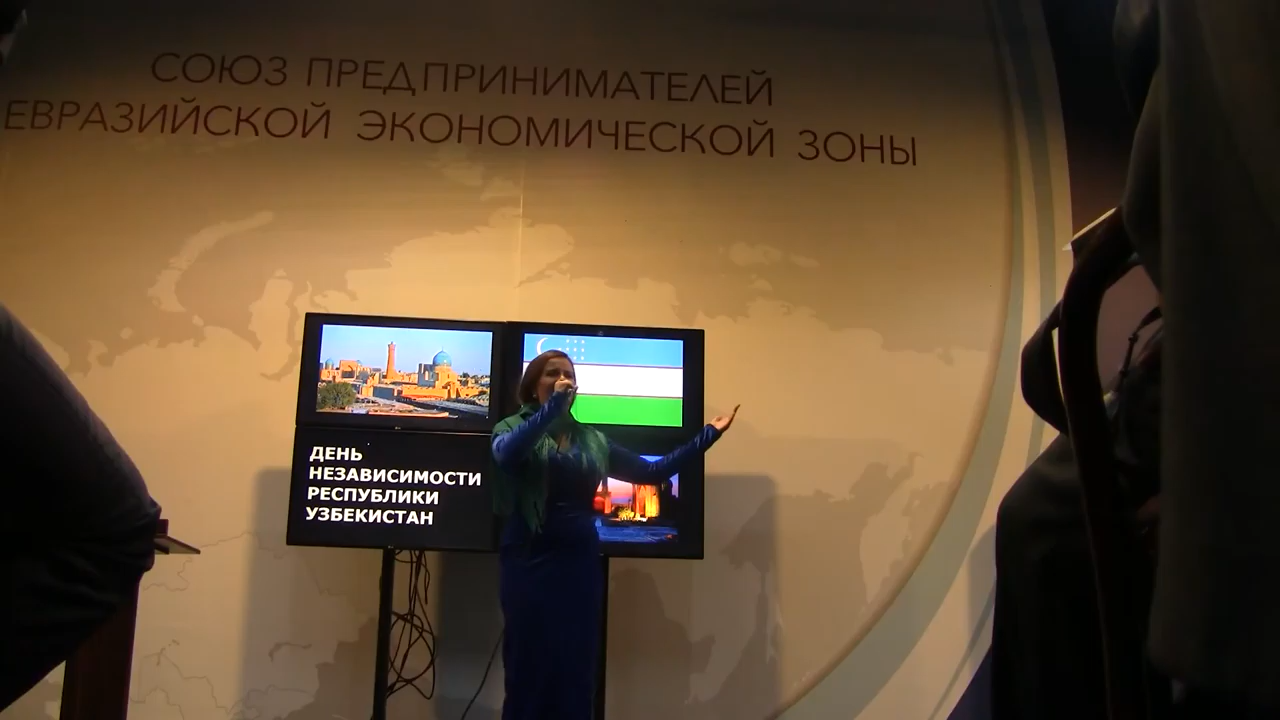 СОЮЗ ПРЕДПРИНИМАТЕЛЕЙ
ЕВРАЗИЙСКОЙ ЭКОНОМИЧЕСКОЙ ЗОНЫ
ДЕНЬ
НЕЗАВИСИМОСТИ
РЕСПУБЛИКИ
УЗБЕКИСТАН